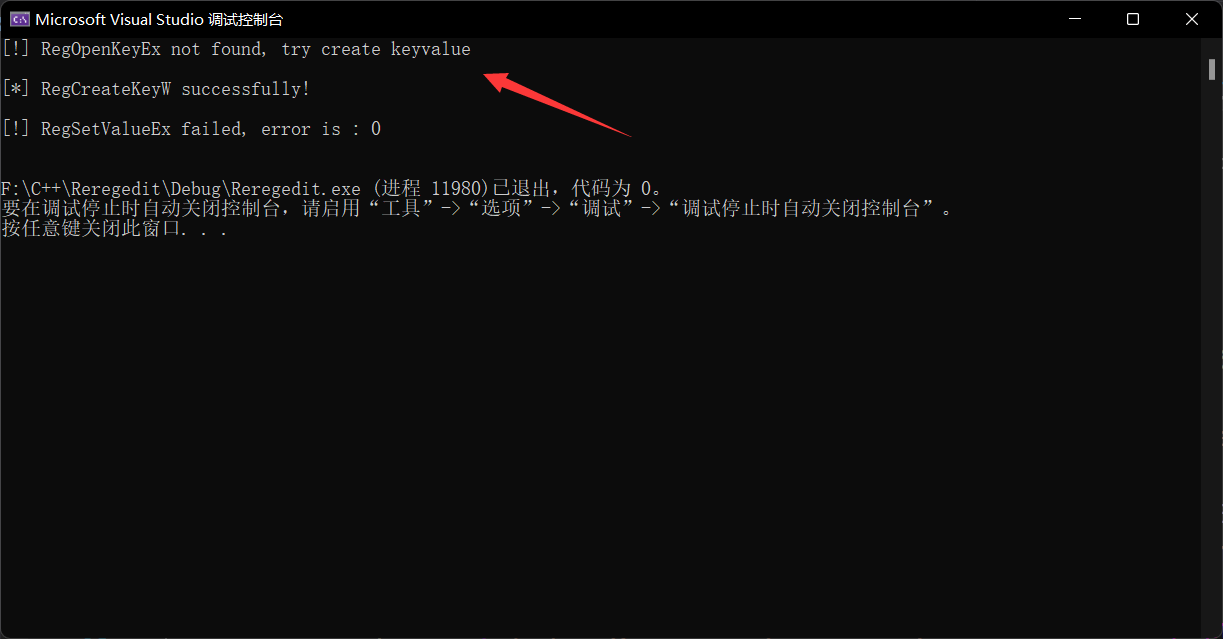 Microsoft Visual Studio 调试控制台
[!] RegOpenKeyEx not found, try create keyvalue
[*] RegCreateKeyW successfully!
[!] RegSetValueEx failed, error is : 0
F:\C++\Reregedit\Debug\Reregedit.exe (进程 11980)已退出，代码为 0。
要在调试停止时自动关闭控制台，请启用“工具”->“选项”->“调试”->“调试停止时自动关闭控制台”。
按任意键关闭此窗口. . .